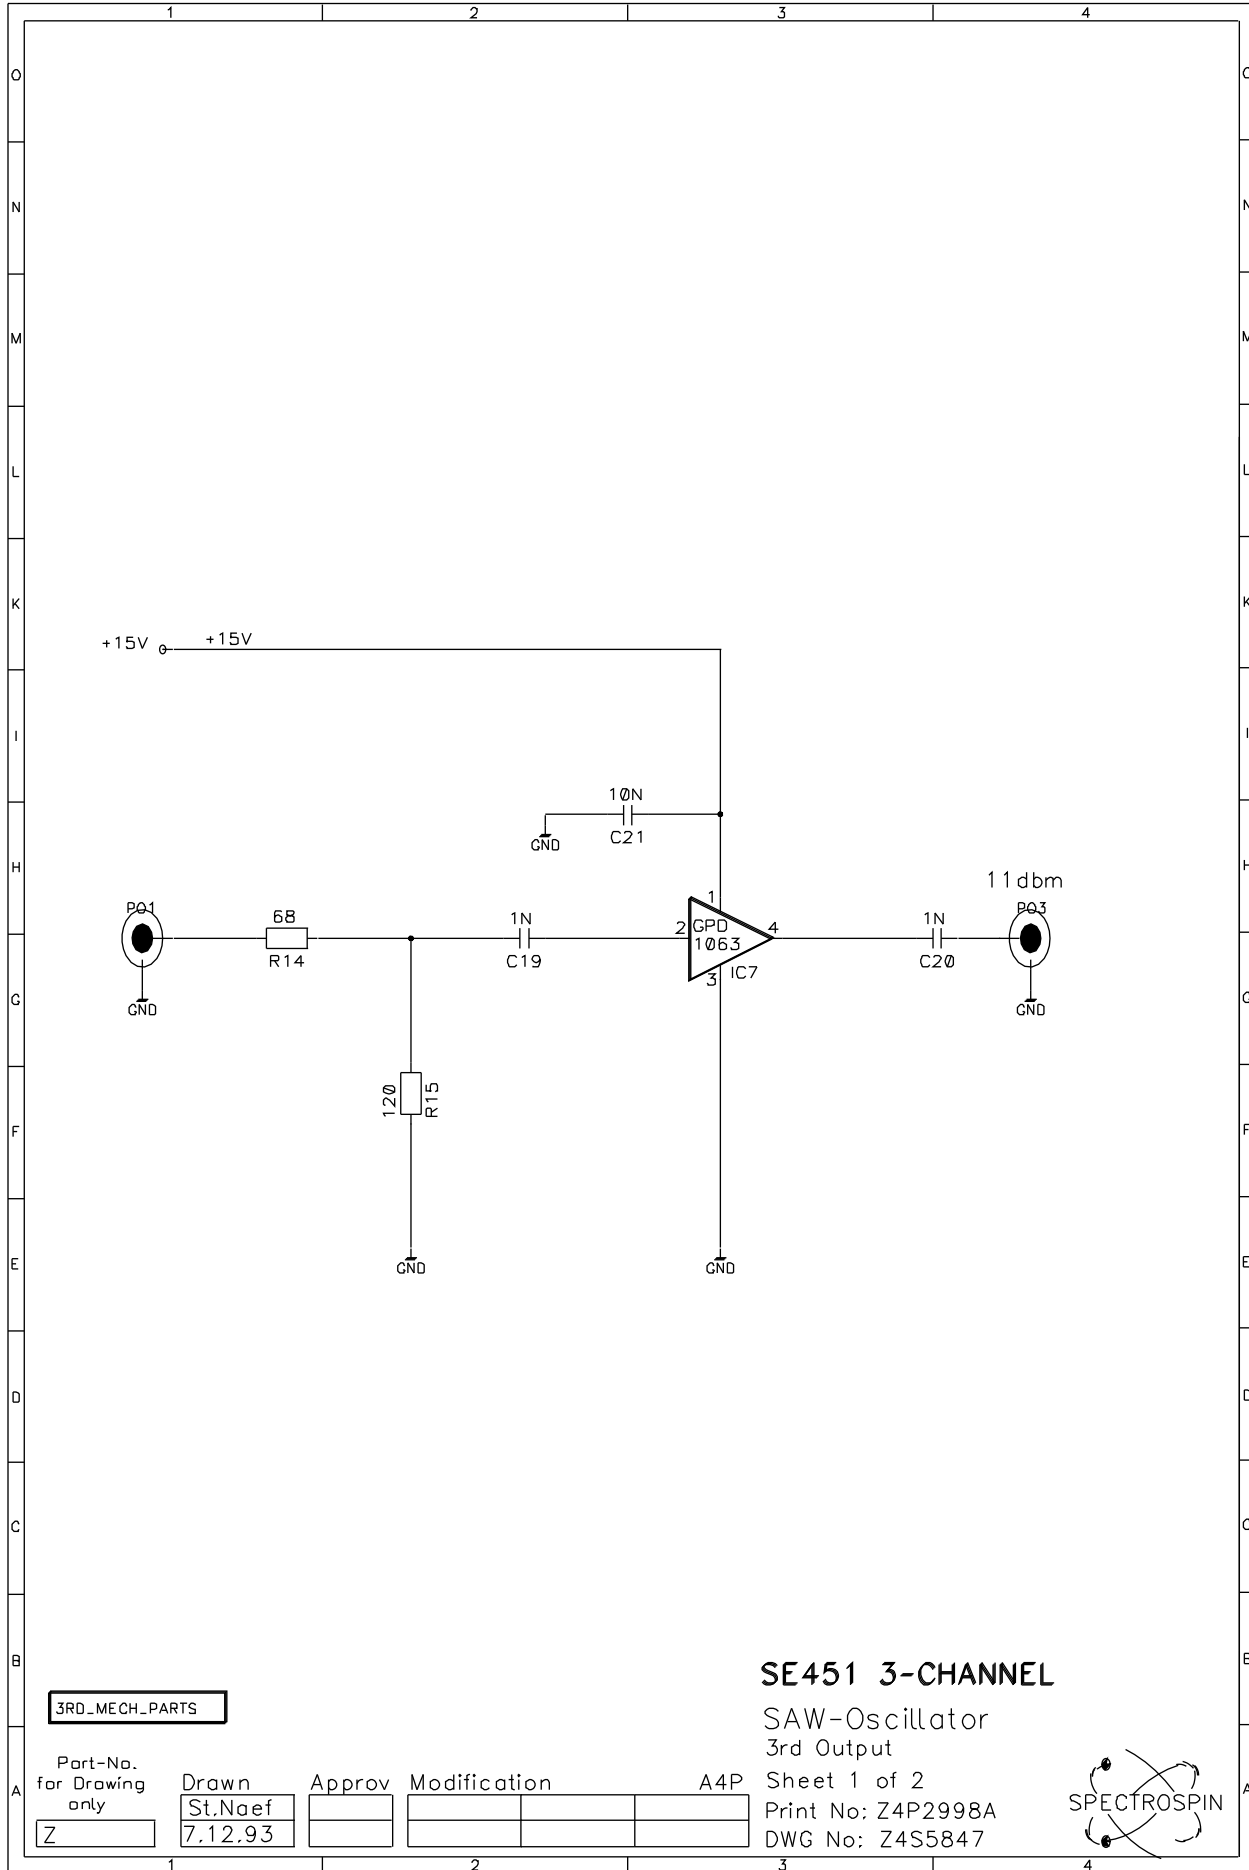 1 2 3 4
O O
N N
M M
L L
K K
+15V +15V
I I
10N
C21
GND
H H
11dbm
PO1 PO3
68 1N 1N
1
2 GPD 4
1063
3 IC7
R14 C19 C20
G G
GND GND
120 R15
F F
E E
GND GND
D D
C C
B B
SE451 3-CHANNEL
3RD_MECH_PARTS
SAW-Oscillator
3rd Output
Part-No.
for Drawing
only
Z
A A
Drawn Approv Modification A4P
St.Naef
7.12.93
Sheet 1 of 2
Print No: Z4P2998A
DWG No: Z4S5847
SPECTROSPIN
1 2 3 4